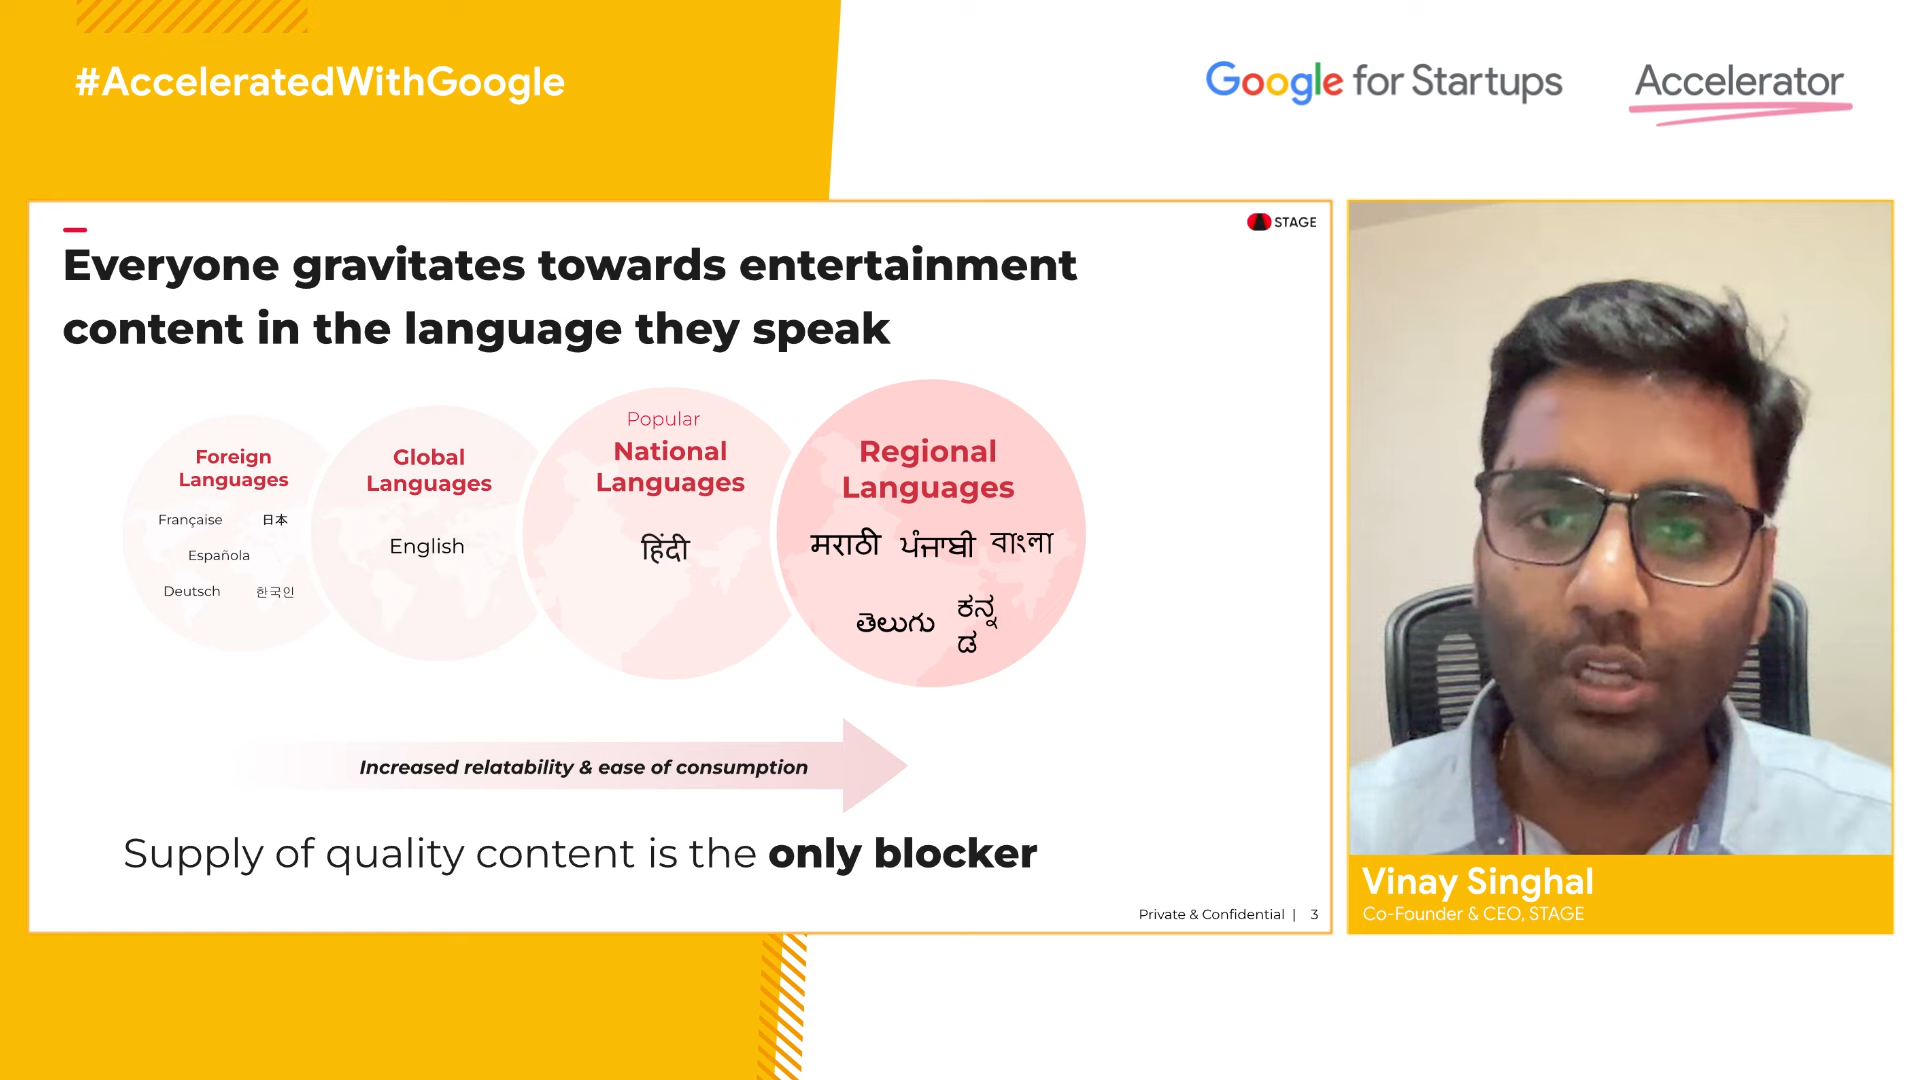 #AcceleratedWithGoogle
Google for Startups
Accelerator
STAGE
Everyone gravitates towards entertainment
content in the language they speak
Foreign
Languages
Française 日本
Española
Deutsch 한국인
Global
Languages
English
Popular
National
Languages
हिंदी
Regional
Languages
मराठी ਪੰਜਾਬੀ বাংলা
తెలుగు ಕನ್ನ
ಡ
Increased relatability & ease of consumption
Supply of quality content is the only blocker
Private & Confidential | 3
Vinay Singhal
Co-Founder & CEO, STAGE